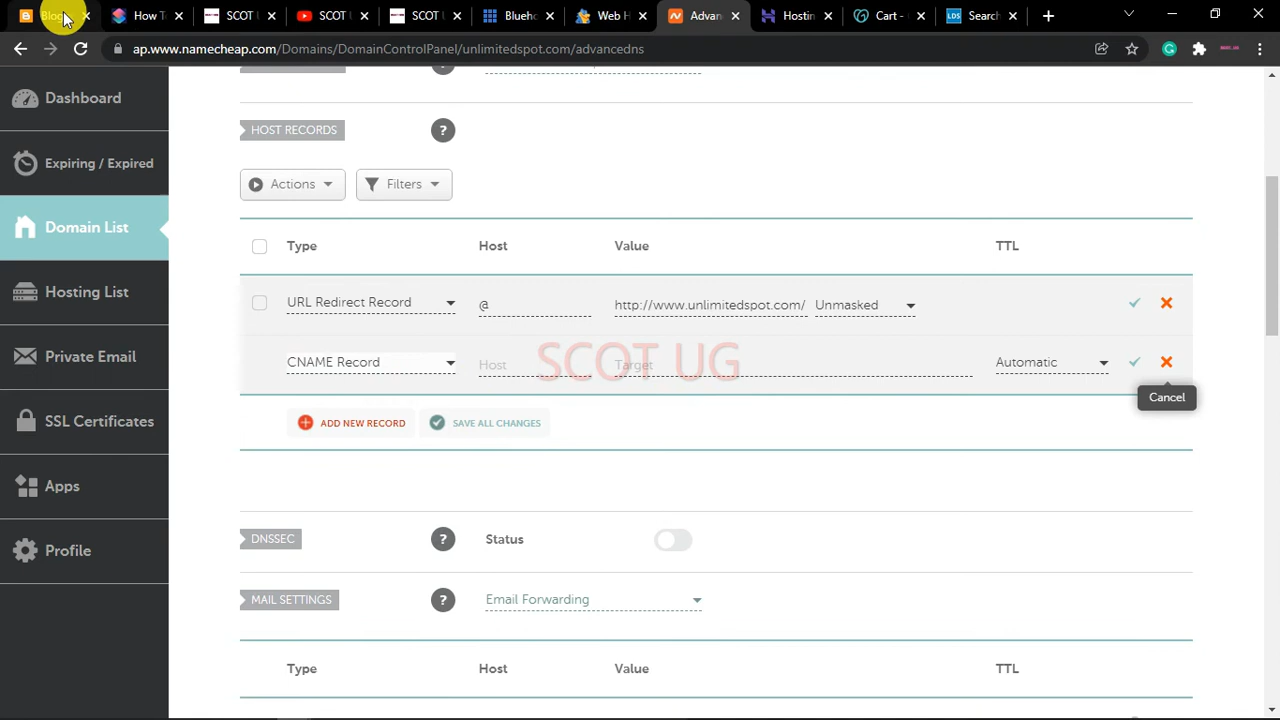 Blog
How T
SCOT U
SCOT U
SCOT U
Blueh
Web H
Advan
Hostin
Cart -
Search
ap.www.namecheap.com/Domains/DomainControlPanel/unlimitedspot.com/advancedns
Dashboard
Expiring / Expired
Domain List
Hosting List
Private Email
SSL Certificates
Apps
Profile
HOST RECORDS ?
Actions Filters
Type Host Value TTL
URL Redirect Record @ http://www.unlimitedspot.com/ Unmasked
CNAME Record Host Target Automatic
SCOT UG
Cancel
ADD NEW RECORD SAVE ALL CHANGES
DNSSEC ? Status
MAIL SETTINGS ? Email Forwarding
Type Host Value TTL